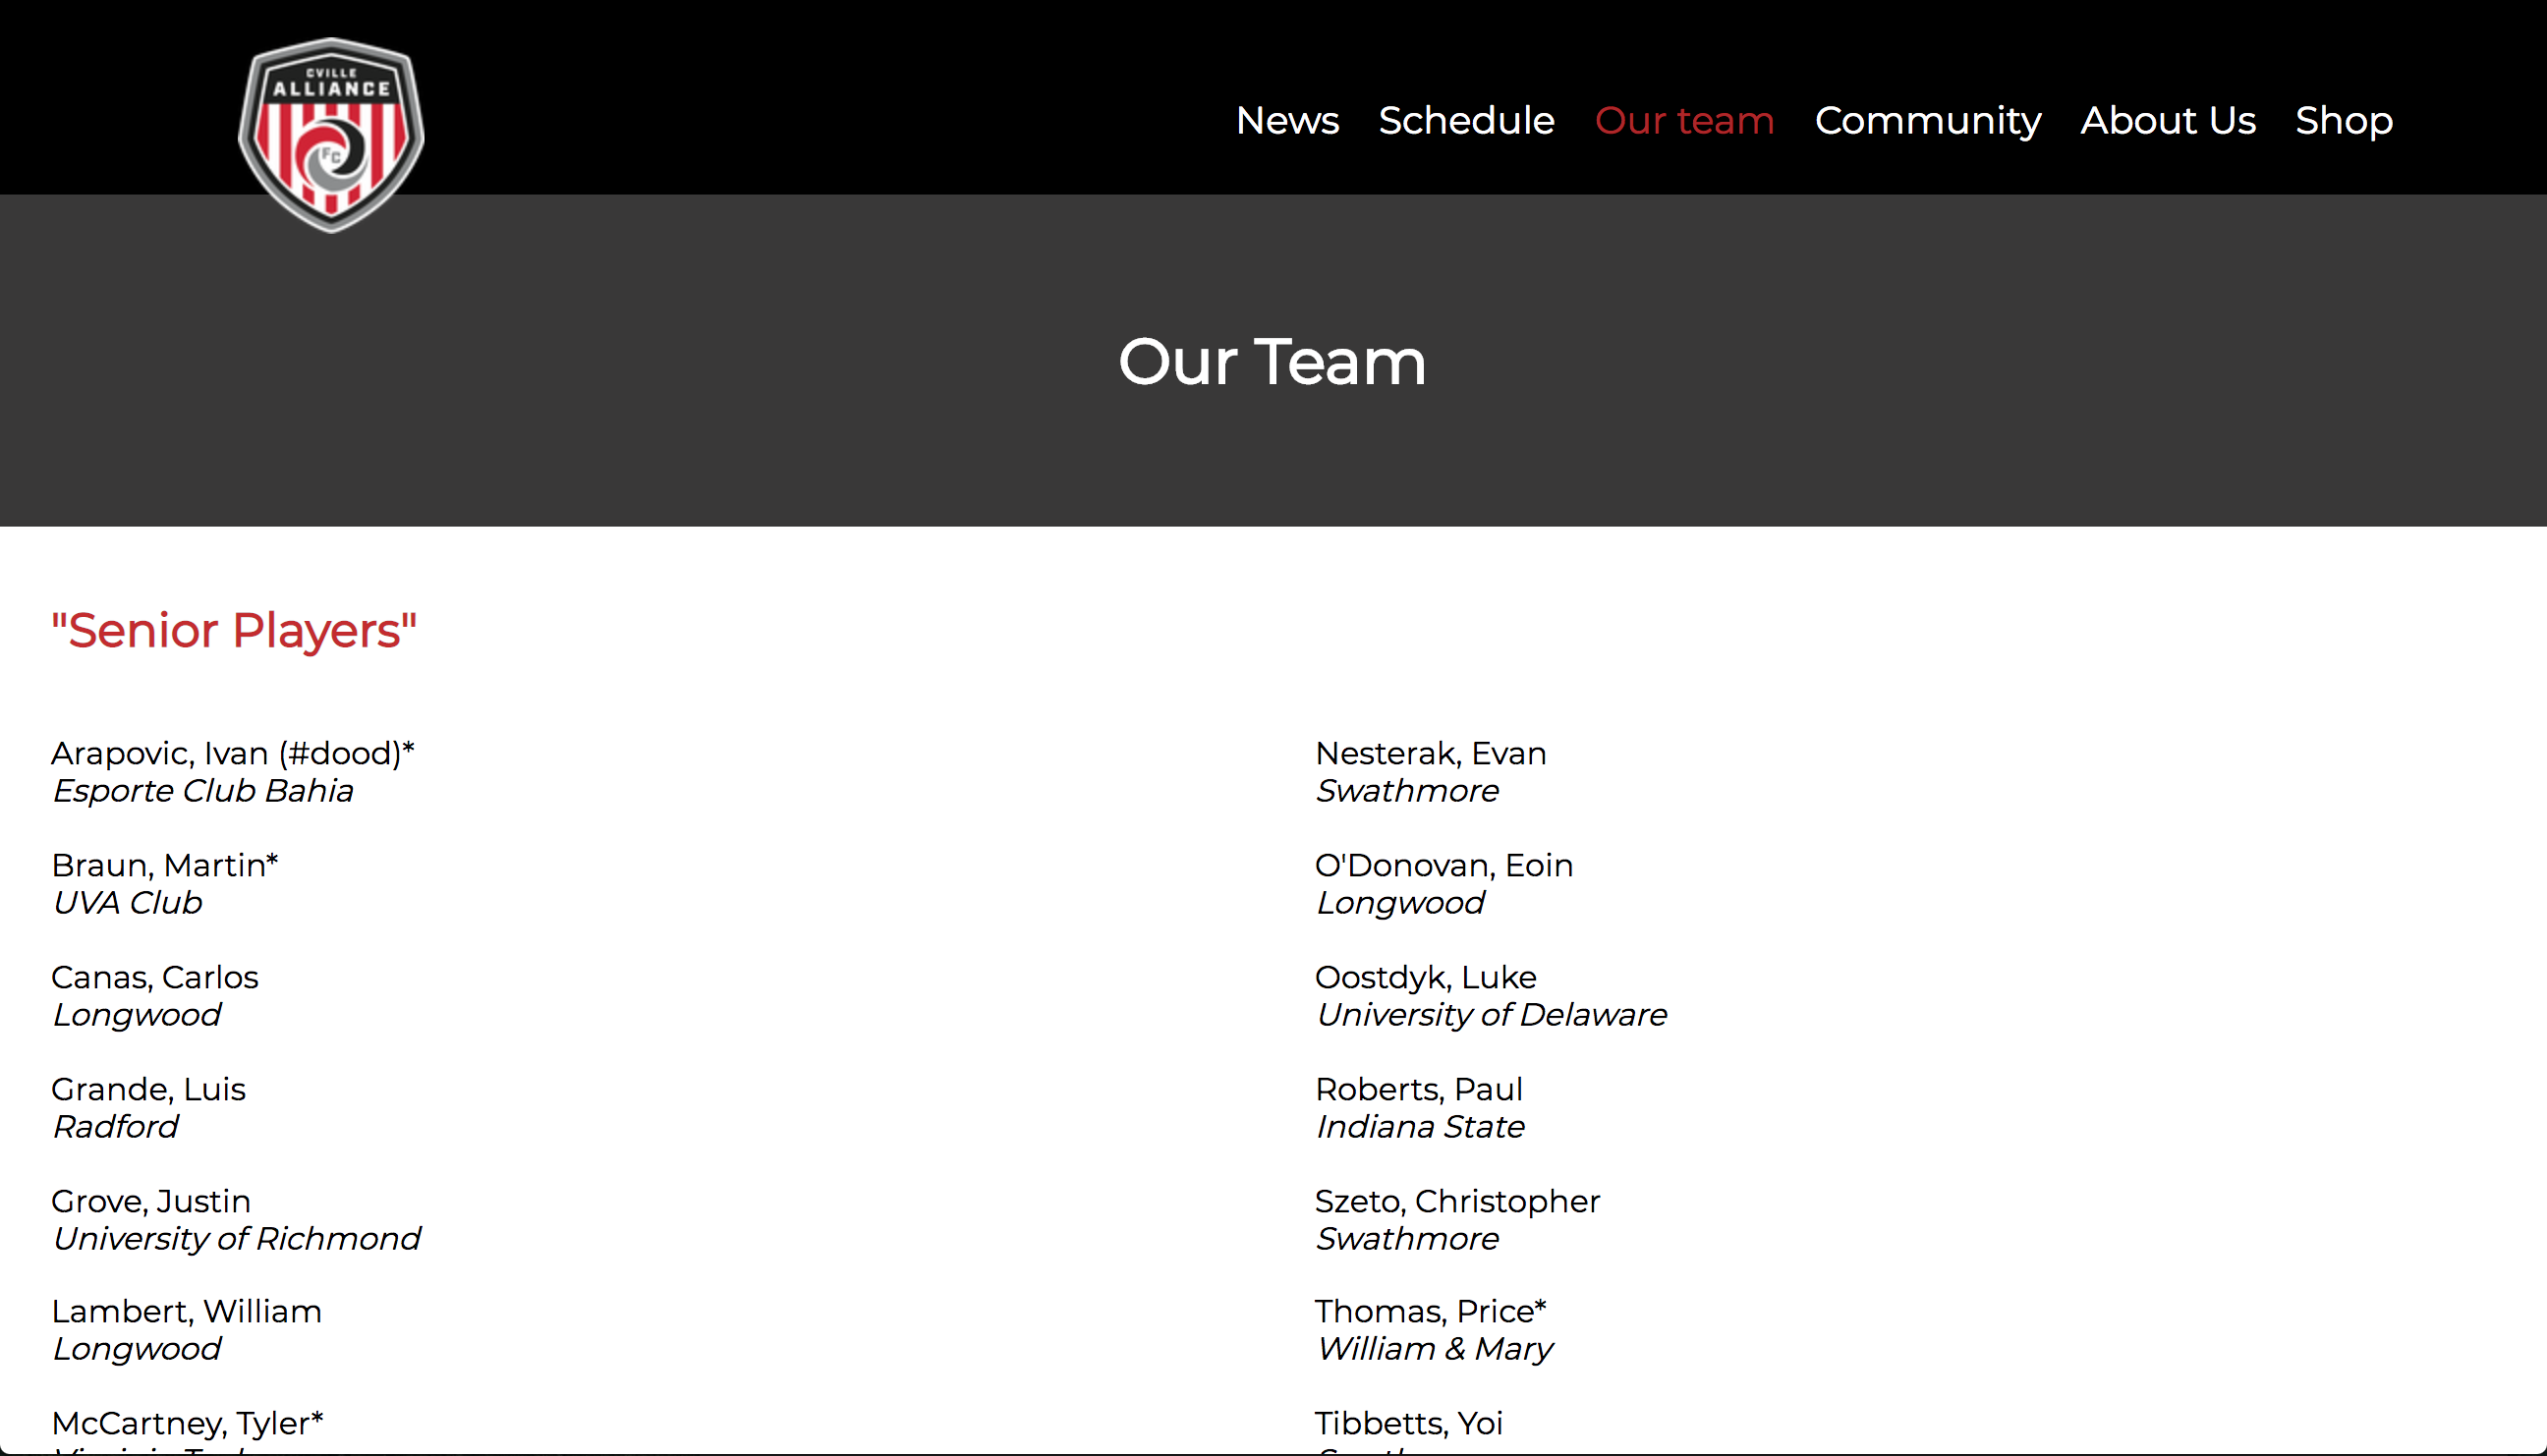 CVILLE
ALLIANCE
FC
News Schedule Our team Community About Us Shop
Our Team
"Senior Players"
Arapovic, Ivan (#dood)*
Esporte Club Bahia
Braun, Martin*
UVA Club
Canas, Carlos
Longwood
Grande, Luis
Radford
Grove, Justin
University of Richmond
Lambert, William
Longwood
McCartney, Tyler*
Nesterak, Evan
Swathmore
O'Donovan, Eoin
Longwood
Oostdyk, Luke
University of Delaware
Roberts, Paul
Indiana State
Szeto, Christopher
Swathmore
Thomas, Price*
William & Mary
Tibbetts, Yoi